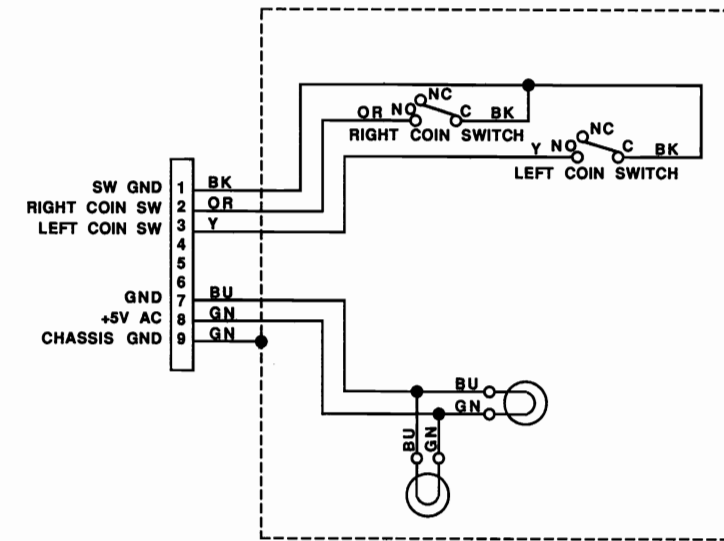 NC
OR NO C BK
RIGHT COIN SWITCH
NC
Y NO C BK
LEFT COIN SWITCH
SW GND 1 BK
RIGHT COIN SW 2 OR
LEFT COIN SW 3 Y
4
5
6
GND 7 BU
+5V AC 8 GN
CHASSIS GND 9 GN
BU
GN
BU GN